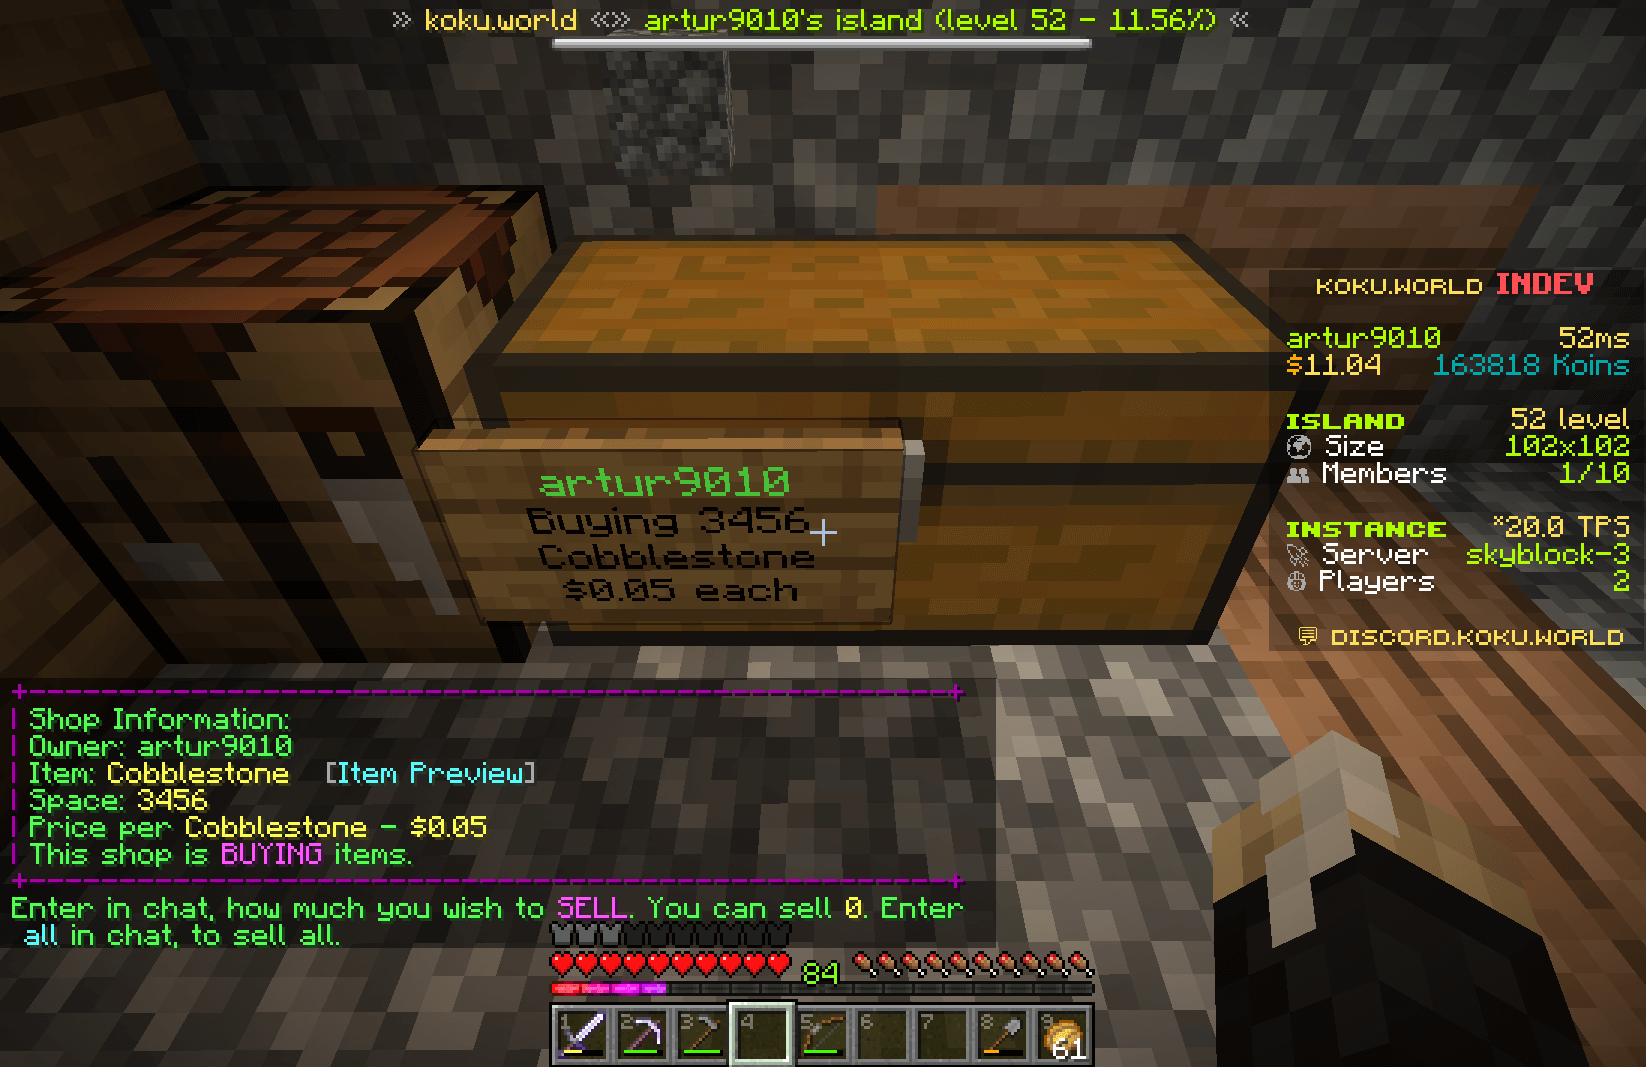 » koku.world «» artur9010's island (level 52 - 11.56%) «
artur9010
Buying 3456
Cobblestone
$0.05 each
KOKU.WORLD INDEV
artur9010 52ms
$11.04 163818 Koins
ISLAND 52 level
Size 102x102
Members 1/10
INSTANCE *20.0 TPS
Server skyblock-3
Players 2
DISCORD.KOKU.WORLD
+---------------------------------------------------+
| Shop Information:
| Owner: artur9010
| Item: Cobblestone [Item Preview]
| Space: 3456
| Price per Cobblestone - $0.05
| This shop is BUYING items.
+---------------------------------------------------+
Enter in chat, how much you wish to SELL. You can sell 0. Enter
all in chat, to sell all.
84
1 2 3 4 5 6 7 8 9
61